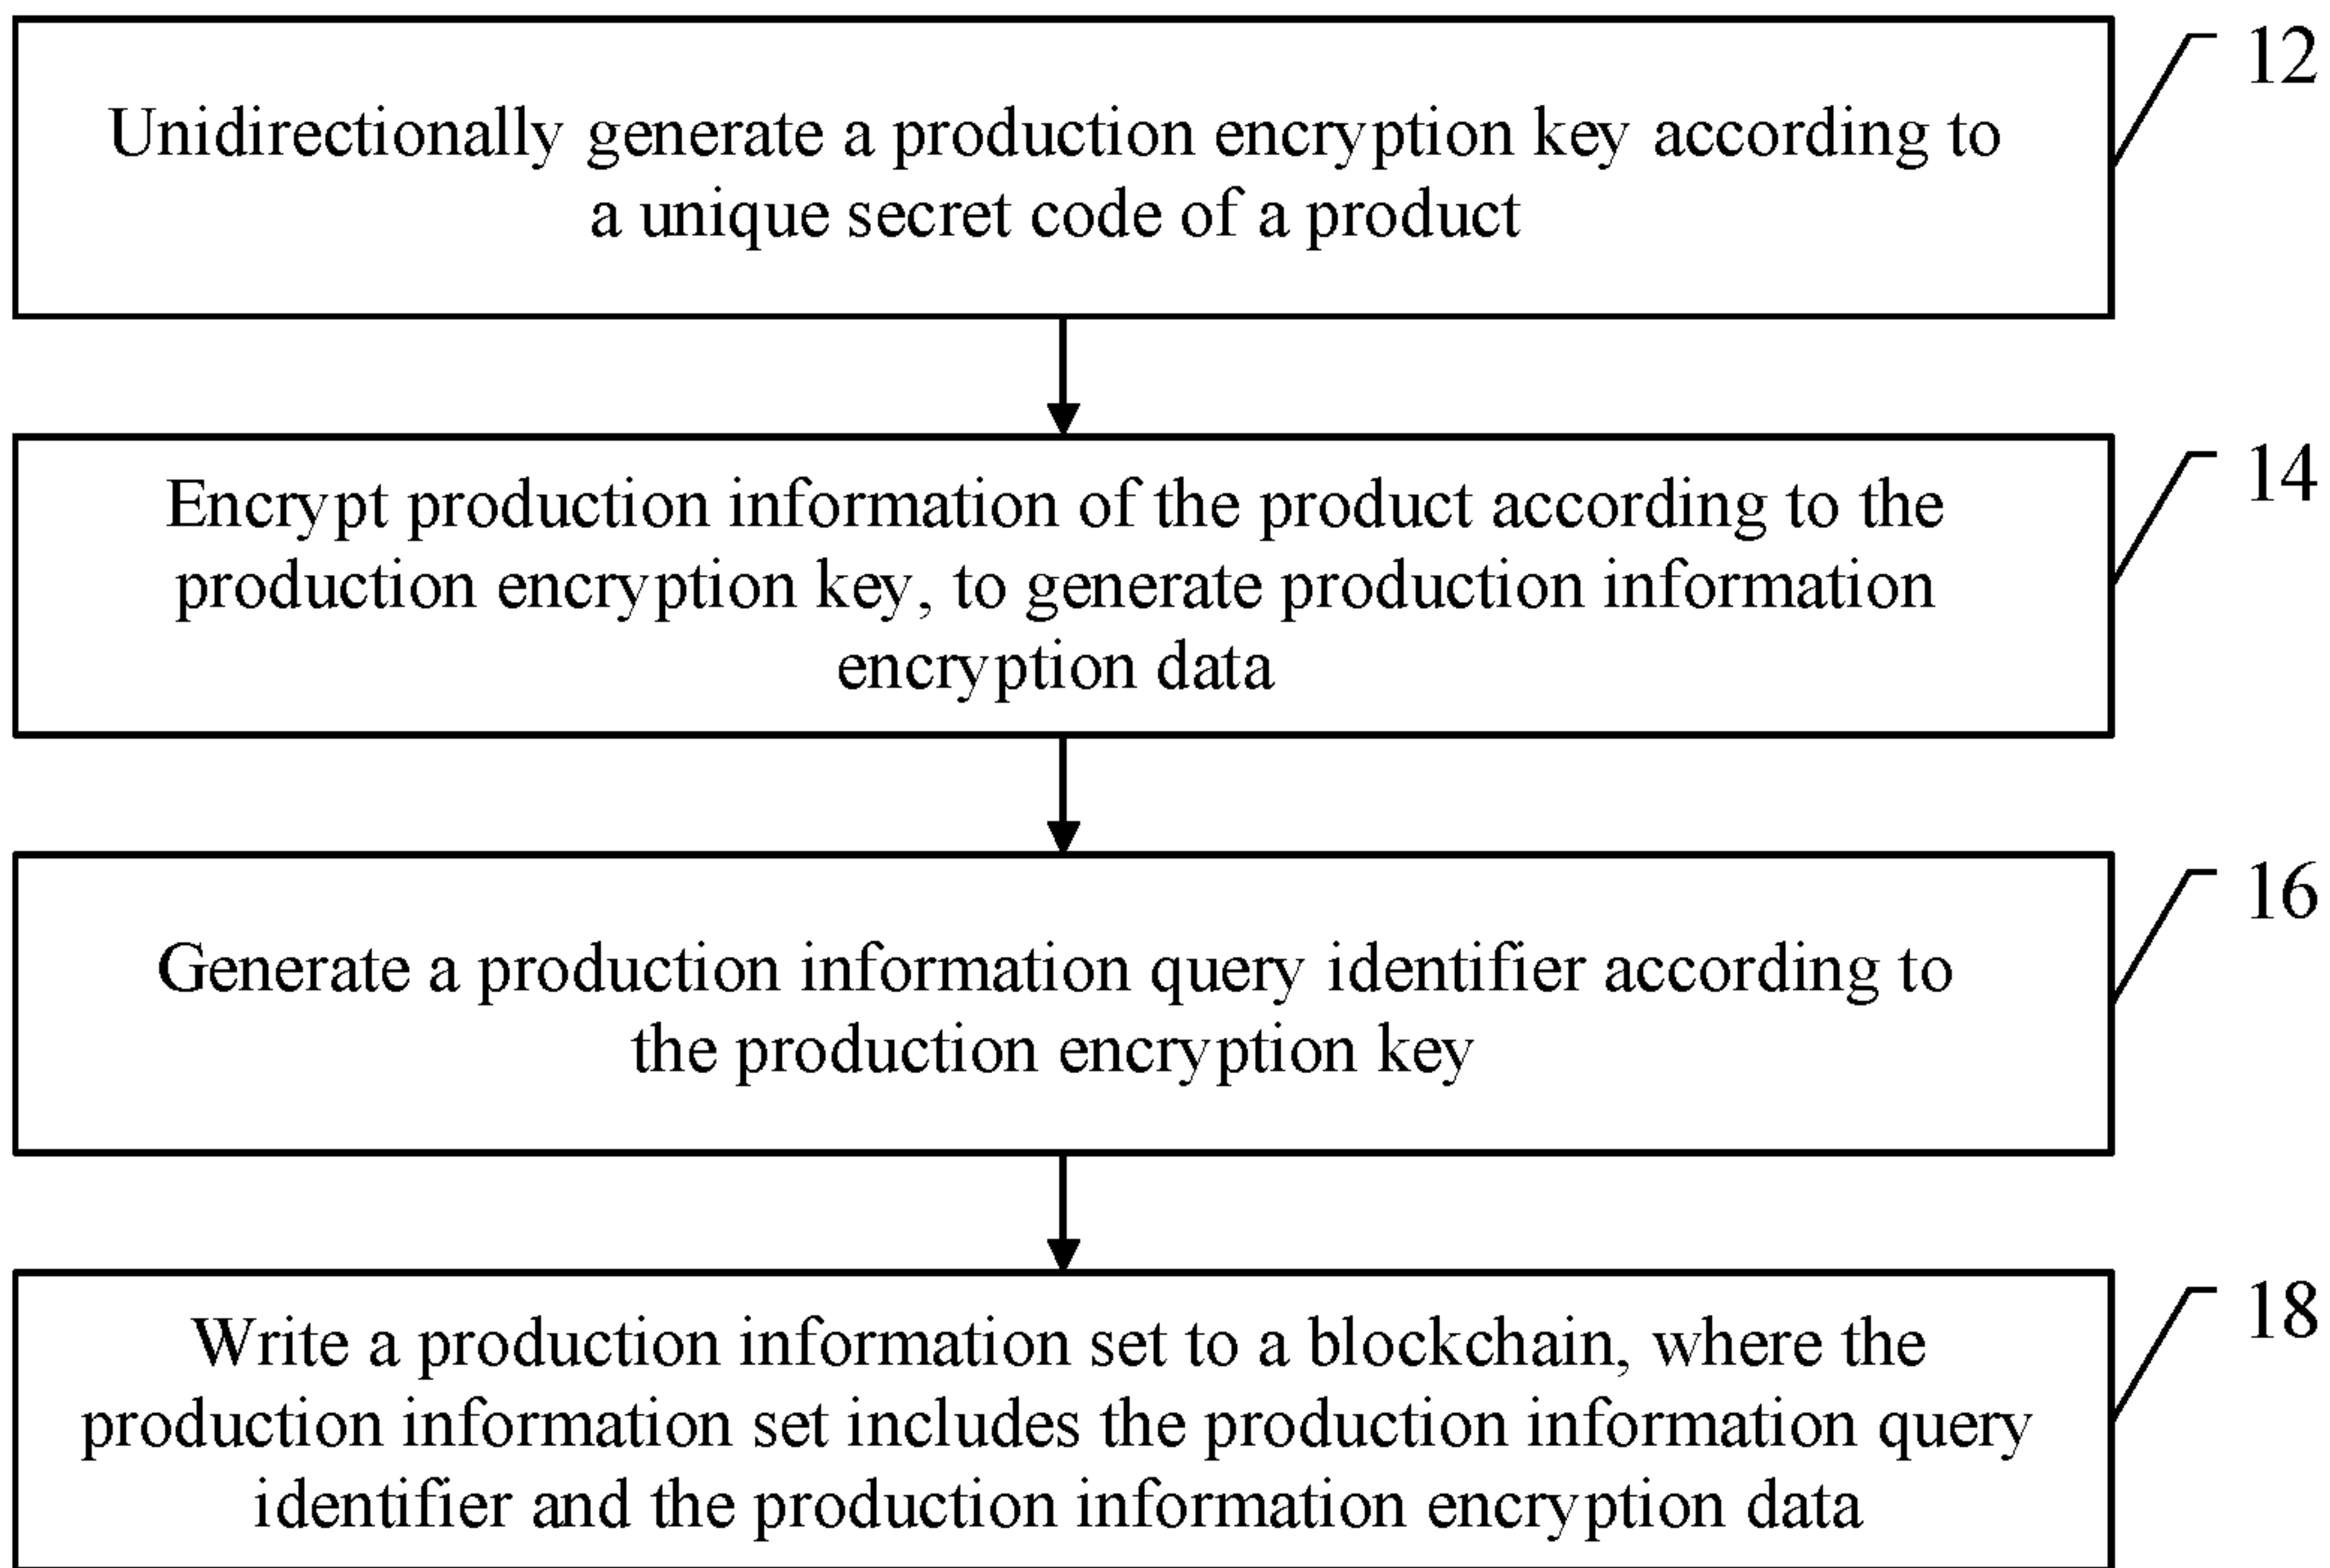 12
Unidirectionally generate a production encryption key according to
a unique secret code of a product
14
Encrypt production information of the product according to the
production encryption key, to generate production information
encryption data
16
Generate a production information query identifier according to
the production encryption key
18
Write a production information set to a blockchain, where the
production information set includes the production information query
identifier and the production information encryption data